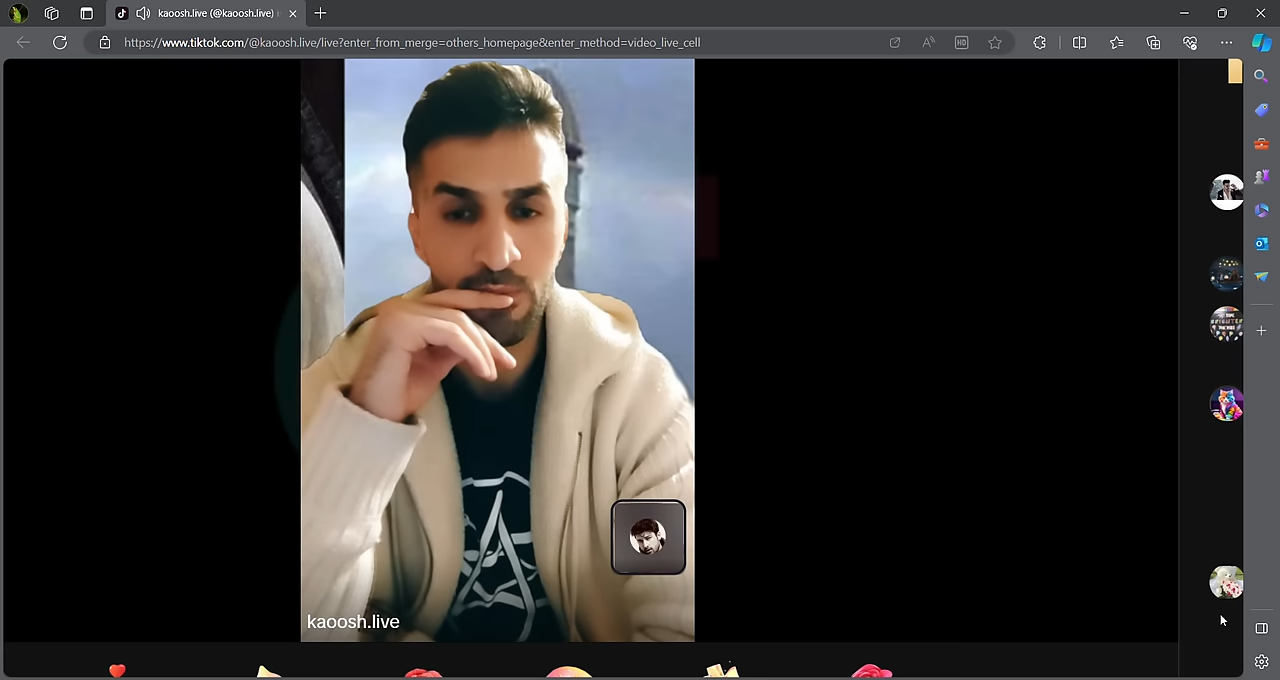 kaoosh.live (@kaoosh.live) i
https://www.tiktok.com/@kaoosh.live/live?enter_from_merge=others_homepage&enter_method=video_live_cell
kaoosh.live